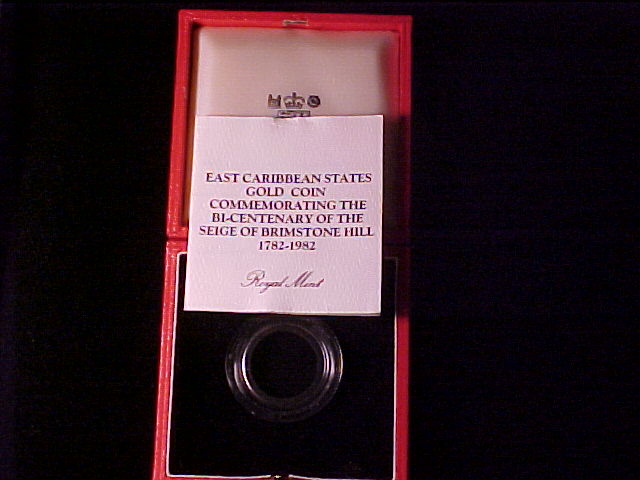 EAST CARIBBEAN STATES
GOLD COIN
COMMEMORATING THE
BI-CENTENARY OF THE
SEIGE OF BRIMSTONE HILL
1782-1982
Royal Mint